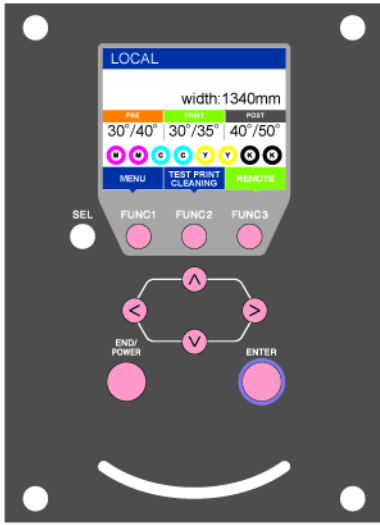 LOCAL
width:1340mm
PRE PRINT POST
30°/40° 30°/35° 40°/50°
M M C C Y Y K K
MENU TEST PRINT CLEANING REMOTE
SEL FUNC1 FUNC2 FUNC3
END/
POWER
ENTER